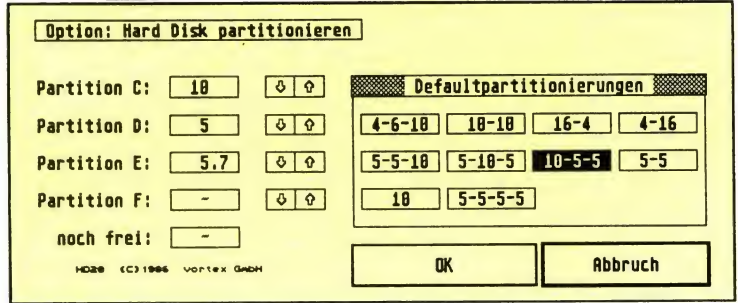 Option: Hard Disk partitionieren
Partition C: 10
Partition D: 5
Partition E: 5.7
Partition F: -
noch frei: -
HD20 (C)1986 Vortex GmbH
Defaultpartitionierungen
4-6-10 10-10 16-4 4-16
5-5-10 5-10-5 10-5-5 5-5
10 5-5-5-5
OK Abbruch